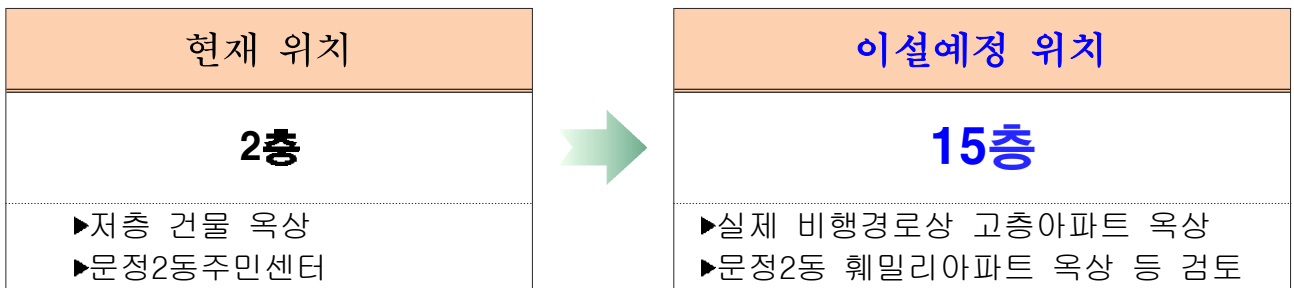 현재 위치
2층
▶저층 건물 옥상
▶문정2동주민센터
이설예정 위치
15층
▶실제 비행경로상 고층아파트 옥상
▶문정2동 훼밀리아파트 옥상 등 검토